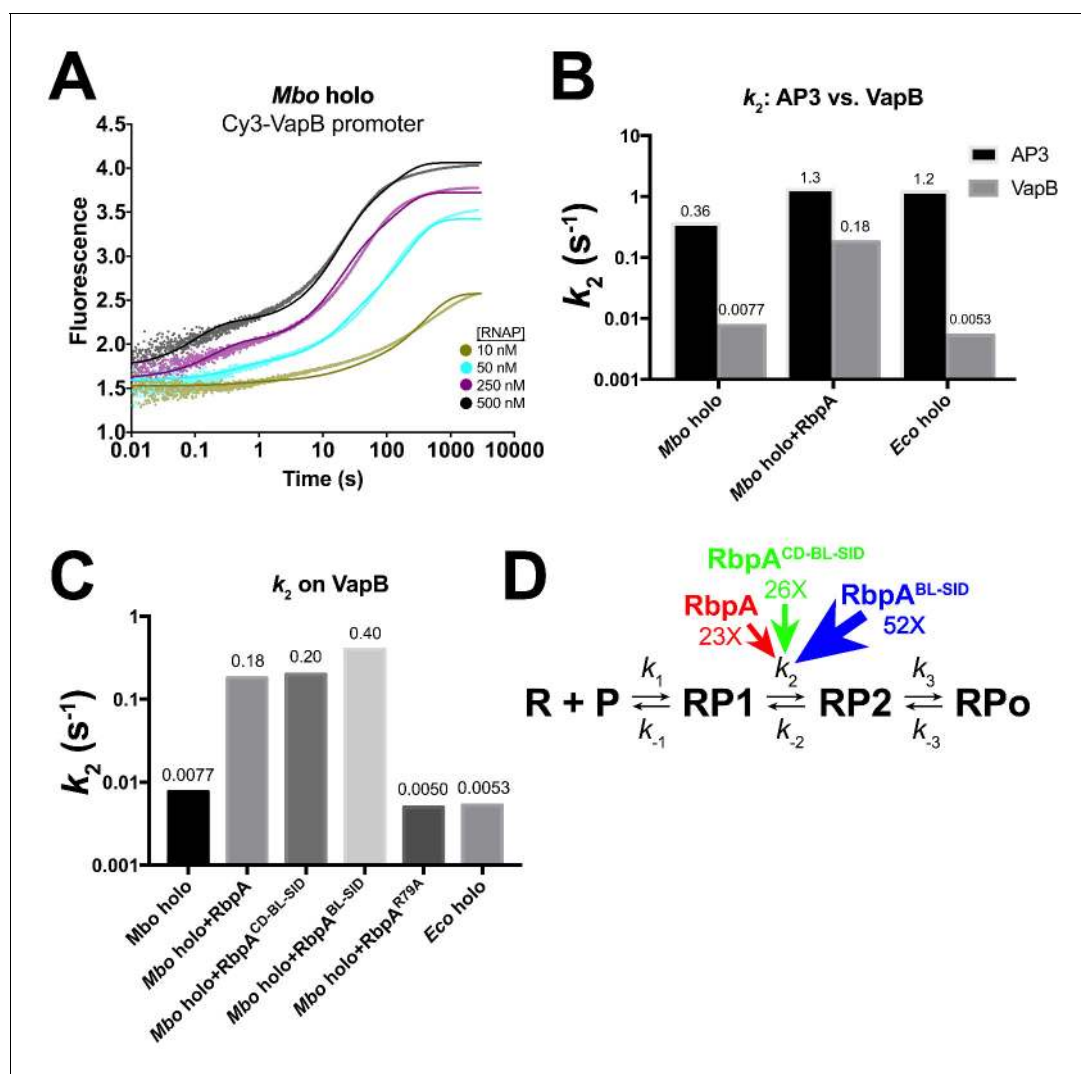 A
Mbo holo
Cy3-VapB promoter
4.5
4.0
3.5
3.0
2.5
2.0
1.5
1.0
Fluorescence
0.01 0.1 1 10 100 1000 10000
Time (s)
[RNAP]
10 nM
50 nM
250 nM
500 nM
B
k2: AP3 vs. VapB
AP3
VapB
10
1
0.1
0.01
0.001
k2 (s-1)
0.36
0.0077
1.3
0.18
1.2
0.0053
Mbo holo
Mbo holo+RbpA
Eco holo
C
k2 on VapB
1
0.1
0.01
0.001
k2 (s-1)
0.0077
0.18
0.20
0.40
0.0050
0.0053
Mbo holo
Mbo holo+RbpA
Mbo holo+RbpACD-BL-SID
Mbo holo+RbpABL-SID
Mbo holo+RbpAR79A
Eco holo
D
RbpACD-BL-SID
26X
RbpA
23X
RbpABL-SID
52X
k1 k2 k3
R + P RP1 RP2 RPo
k-1 k-2 k-3